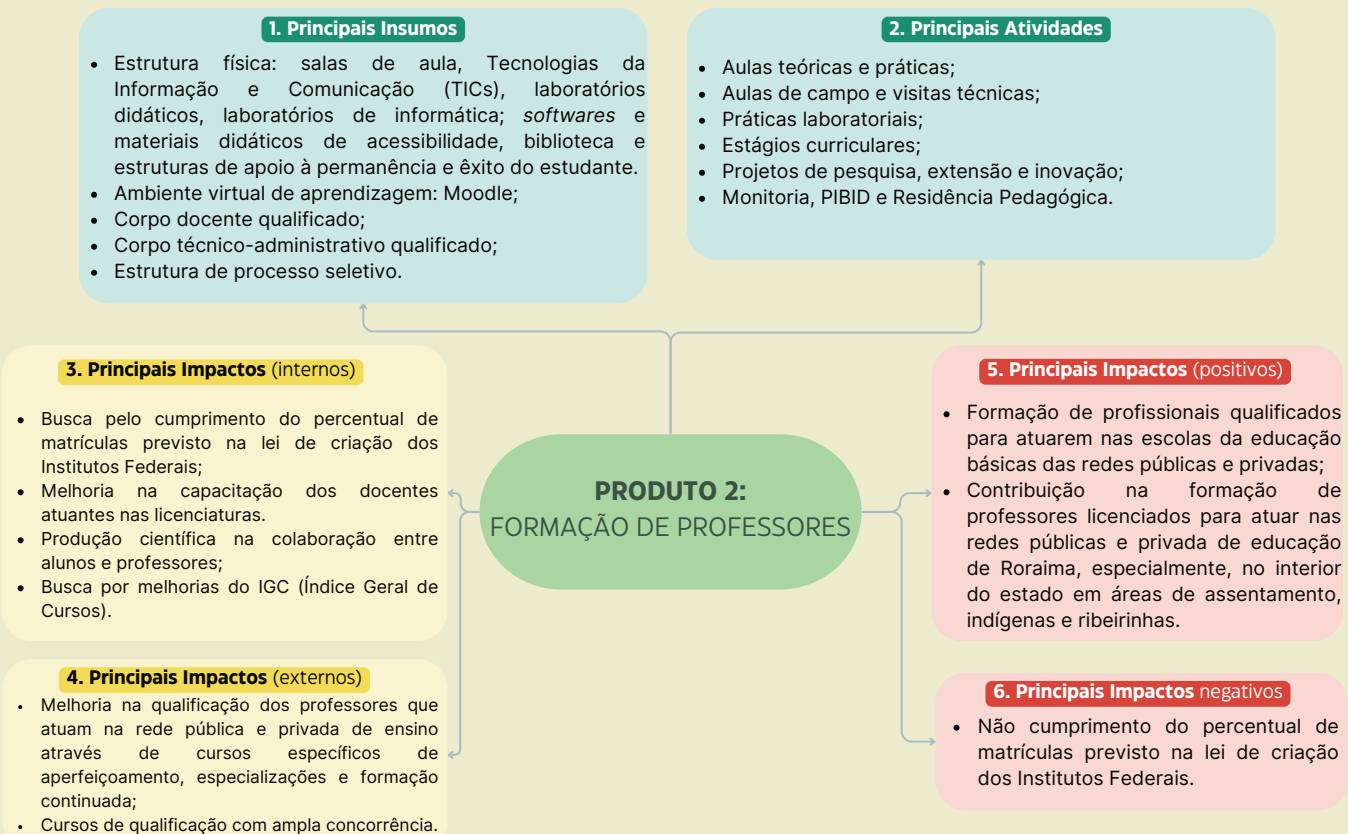 1. Principais Insumos
• Estrutura física: salas de aula, Tecnologias da
Informação e Comunicação (TICs), laboratórios
didáticos, laboratórios de informática; softwares e
materiais didáticos de acessibilidade, biblioteca e
estruturas de apoio à permanência e êxito do estudante.
• Ambiente virtual de aprendizagem: Moodle;
• Corpo docente qualificado;
• Corpo técnico-administrativo qualificado;
• Estrutura de processo seletivo.
2. Principais Atividades
• Aulas teóricas e práticas;
• Aulas de campo e visitas técnicas;
• Práticas laboratoriais;
• Estágios curriculares;
• Projetos de pesquisa, extensão e inovação;
• Monitoria, PIBID e Residência Pedagógica.
3. Principais Impactos (internos)
• Busca pelo cumprimento do percentual de
matrículas previsto na lei de criação dos
Institutos Federais;
• Melhoria na capacitação dos docentes
atuantes nas licenciaturas.
• Produção científica na colaboração entre
alunos e professores;
• Busca por melhorias do IGC (Índice Geral de
Cursos).
PRODUTO 2:
FORMAÇÃO DE PROFESSORES
5. Principais Impactos (positivos)
• Formação de profissionais qualificados
para atuarem nas escolas da educação
básicas das redes públicas e privadas;
• Contribuição na formação de
professores licenciados para atuar nas
redes públicas e privada de educação
de Roraima, especialmente, no interior
do estado em áreas de assentamento,
indígenas e ribeirinhas.
4. Principais Impactos (externos)
• Melhoria na qualificação dos professores que
atuam na rede pública e privada de ensino
através de cursos específicos de
aperfeiçoamento, especializações e formação
continuada;
• Cursos de qualificação com ampla concorrência.
6. Principais Impactos negativos
• Não cumprimento do percentual de
matrículas previsto na lei de criação
dos Institutos Federais.